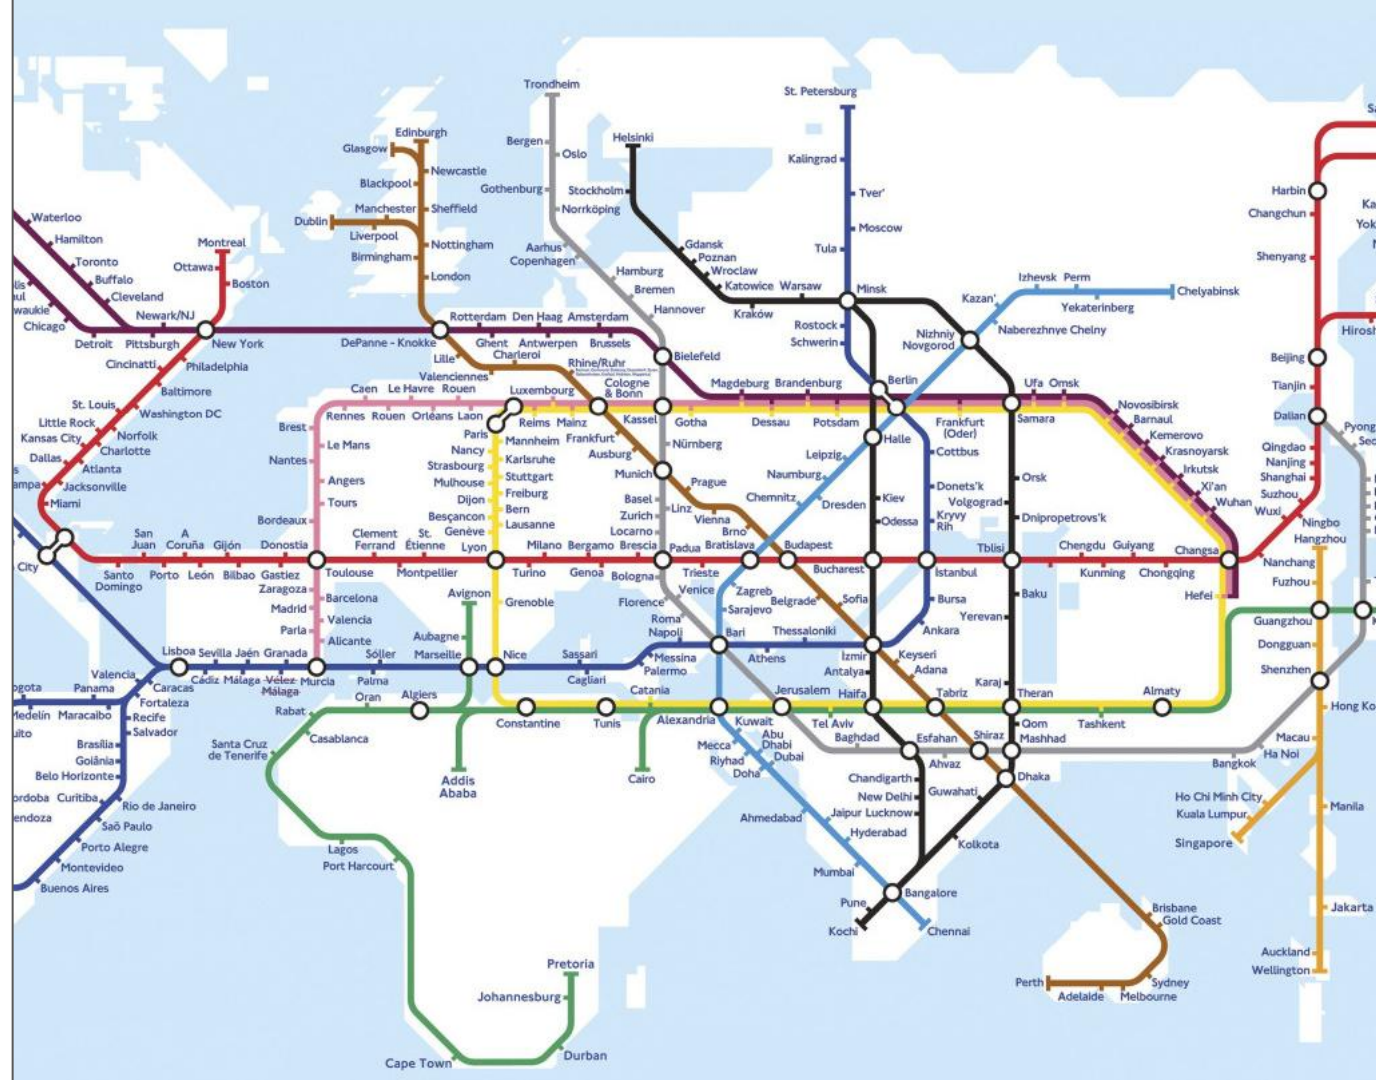 Trondheim
St. Petersburg
Edinburgh
Helsinki
Glasgow
Bergen
Oslo
Kalingrad
Newcastle
Blackpool
Gothenburg
Stockholm
Tver'
Harbin
Changchun
Waterloo
Dublin
Manchester
Sheffield
Norrköping
Liverpool
Moscow
Hamilton
Montreal
Nottingham
Aarhus
Gdansk
Tula
Shenyang
Toronto
Ottawa
Birmingham
Copenhagen
Poznan
Buffalo
Boston
London
Hamburg
Wroclaw
Izhevsk Perm
Cleveland
Bremen
Katowice
Warsaw
Minsk
Kazan'
Chelyabinsk
Chicago
Newark/NJ
Rotterdam
Den Haag
Amsterdam
Hannover
Kraków
Yekaterinberg
Rostock
Naberezhnye Chelny
Detroit
Pittsburgh
New York
DePanne - Knokke
Ghent
Antwerpen
Brussels
Schwerin
Nizhniy
Novgorod
Beijing
Cincinatti
Philadelphia
Lille
Charleroi
Bielefeld
Valenciennes
Rhine/Ruhr
Tianjin
Baltimore
Caen
Le Havre
Rouen
Luxembourg
Cologne
& Bonn
Magdeburg
Brandenburg
Berlin
Ufa
Omsk
St. Louis
Washington DC
Rennes
Rouen
Orléans
Laon
Reims
Mainz
Kassel
Gotha
Dessau
Potsdam
Frankfurt
(Oder)
Samara
Novosibirsk
Barnaul
Dalian
Little Rock
Norfolk
Brest
Paris
Mannheim
Frankfurt
Nürnberg
Halle
Kemerovo
Kansas City
Charlotte
Le Mans
Nancy
Karlsruhe
Ausburg
Leipzig
Cottbus
Krasnoyarsk
Qingdao
Dallas
Atlanta
Nantes
Strasbourg
Stuttgart
Munich
Prague
Naumburg
Irkutsk
Nanjing
Jacksonville
Angers
Mulhouse
Freiburg
Basel
Chemnitz
Dresden
Kiev
Donets'k
Orsk
Xi'an
Shanghai
Miami
Tours
Dijon
Bern
Linz
Volgograd
Wuhan
Suzhou
Bordeaux
Besçancon
Lausanne
Zurich
Vienna
Odessa
Kryvy
Rih
Dnipropetrovs'k
Wuxi
Ningbo
City
San
Juan
A
Coruña
Gijón
Donostia
Clement
Ferrand
St.
Étienne
Genève
Lyon
Milano
Bergamo
Brescia
Locarno
Padua
Brno
Bratislava
Budapest
Tblisi
Chengdu
Guiyang
Changsa
Hangzhou
Santo
Domingo
Porto
León
Bilbao
Gastiez
Toulouse
Montpellier
Turino
Genoa
Bologna
Trieste
Bucharest
İstanbul
Kunming
Chongqing
Nanchang
Zaragoza
Barcelona
Avignon
Grenoble
Florence
Venice
Zagreb
Belgrade
Sofia
Bursa
Baku
Hefei
Fuzhou
Madrid
Valencia
Roma
Sarajevo
Yerevan
Guangzhou
Parla
Alicante
Aubagne
Napoli
Bari
Thessaloniki
Ankara
Dongguan
Lisboa
Sevilla
Jaén
Granada
Sóller
Marseille
Nice
Sassari
Messina
Athens
İzmir
Keyseri
Shenzhen
Valencia
Cádiz
Málaga
Vélez
Málaga
Murcia
Palma
Cagliari
Palermo
Antalya
Adana
Karaj
Panama
Caracas
Fortaleza
Oran
Algiers
Catania
Jerusalem
Haifa
Tabriz
Theran
Almaty
Maracaibo
Recife
Salvador
Rabat
Casablanca
Constantine
Tunis
Alexandria
Kuwait
Tel Aviv
Qom
Tashkent
Macau
Brasilia
Goiânia
Santa Cruz
de Tenerife
Mecca
Abu
Dhabi
Baghdad
Esfahan
Shiraz
Mashhad
Ha Noi
Belo Horizonte
Addis
Ababa
Cairo
Riyhad
Dubai
Doha
Ahvaz
Bangkok
Curitiba
Rio de Janeiro
Chandigarth
Guwahati
Dhaka
Ho Chi Minh City
Manila
Saõ Paulo
New Delhi
Jaipur
Lucknow
Kuala Lumpur
Porto Alegre
Lagos
Ahmedabad
Hyderabad
Kolkota
Singapore
Montevideo
Port Harcourt
Mumbai
Buenos Aires
Bangalore
Pune
Brisbane
Gold Coast
Jakarta
Kochi
Chennai
Auckland
Pretoria
Wellington
Johannesburg
Perth
Sydney
Adelaide
Melbourne
Durban
Cape Town